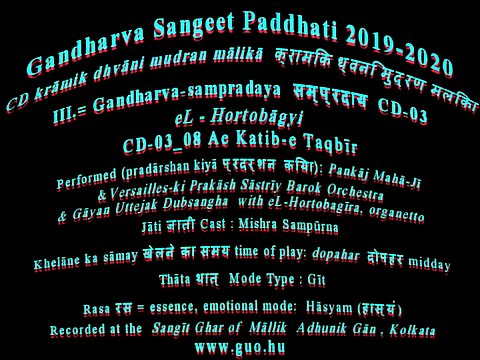 Gandharva Sangeet Paddhati 2019-2020
CD krāmik dhvāni mudran mālikā क्रामिक ध्वनि मुद्रण मलिका
III.= Gandharva-sampradaya सम्प्रदाय CD-03
eL - Hortobāgyi
CD-03_08 Ae Katib-e Taqbīr
Performed (pradārshan kiyā प्रदर्शन किया): Pankāj Mahā-Jī
& Versailles-ki Prakāsh Sāstrīy Barok Orchestra
& Gāyan Uttejak Dubsangha with eL-Hortobagīra, organetto
Jāti जाती Cast : Mishra Sampūrna
Khelāne ka sāmay खेलने का समय time of play: dopahar दोपहर midday
Thāta थात् Mode Type : Gīt
Rasa रस = essence, emotional mode: Hāsyam (हास्यं)
Recorded at the Sangīt Ghar of Māllik Adhunik Gān , Kolkata
www.guo.hu